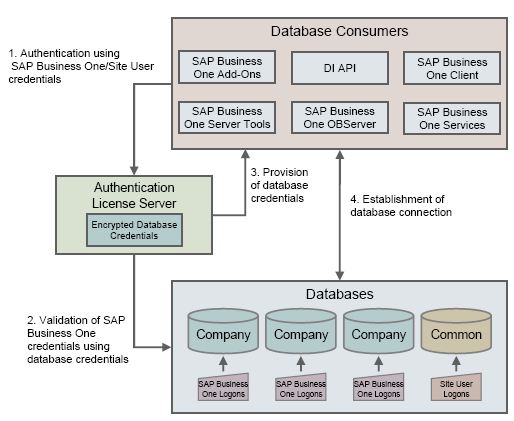 Database Consumers
1. Authentication using
SAP Business One/Site User
credentials
SAP Business
One Add-Ons
DI API
SAP Business
One Client
SAP Business
One Server Tools
SAP Business
One OBServer
SAP Business
One Services
Authentication
License Server
Encrypted Database
Credentials
3. Provision
of database
credentials
4. Establishment of
database connection
2. Validation of SAP
Business One
credentials using
database credentials
Databases
Company
Company
Company
Common
SAP Business
One Logons
SAP Business
One Logons
SAP Business
One Logons
Site User
Logons